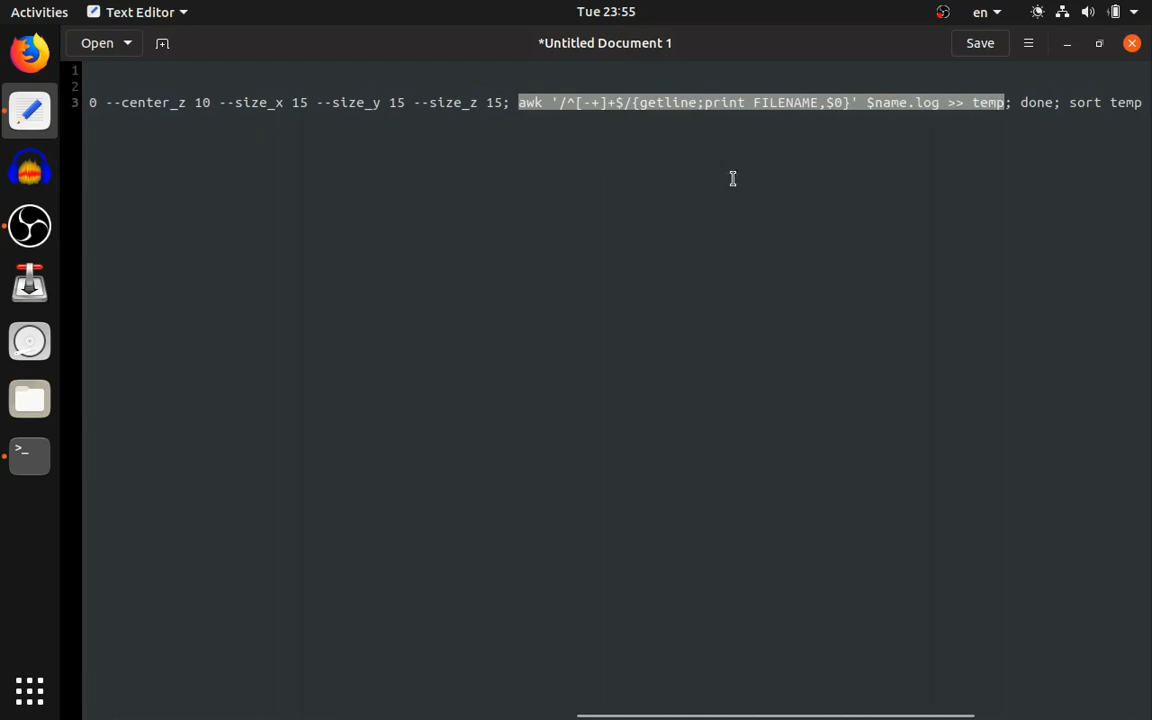 Activities Text Editor Tue 23:55 en
Open *Untitled Document 1 Save
1
2
3 0 --center_z 10 --size_x 15 --size_y 15 --size_z 15; awk '/^[-+]+$/{getline;print FILENAME,$0}' $name.log >> temp; done; sort temp
>_